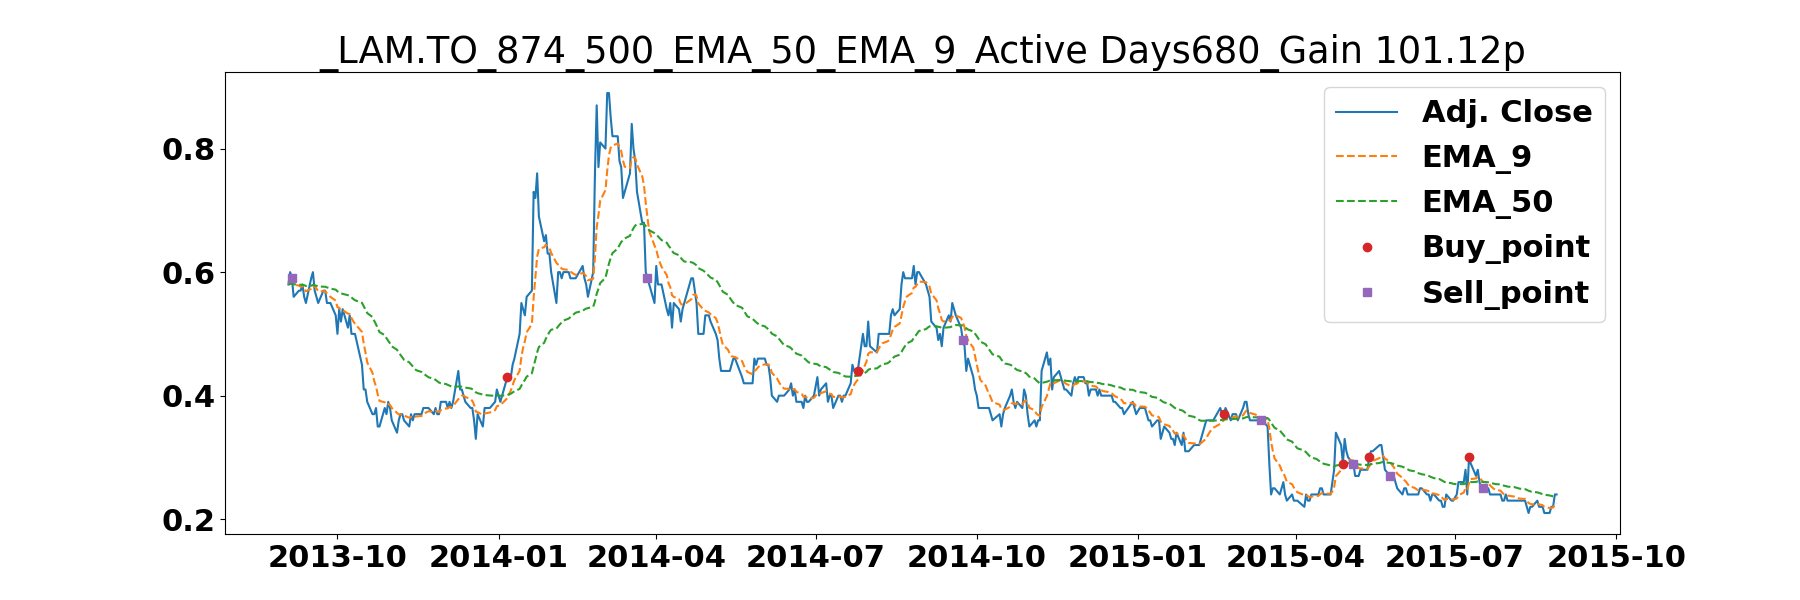 _LAM.TO_874_500_EMA_50_EMA_9_Active Days680_Gain 101.12p
0.8
0.6
0.4
0.2
Adj. Close
EMA_9
EMA_50
Buy_point
Sell_point
2013-10 2014-01 2014-04 2014-07 2014-10 2015-01 2015-04 2015-07 2015-10